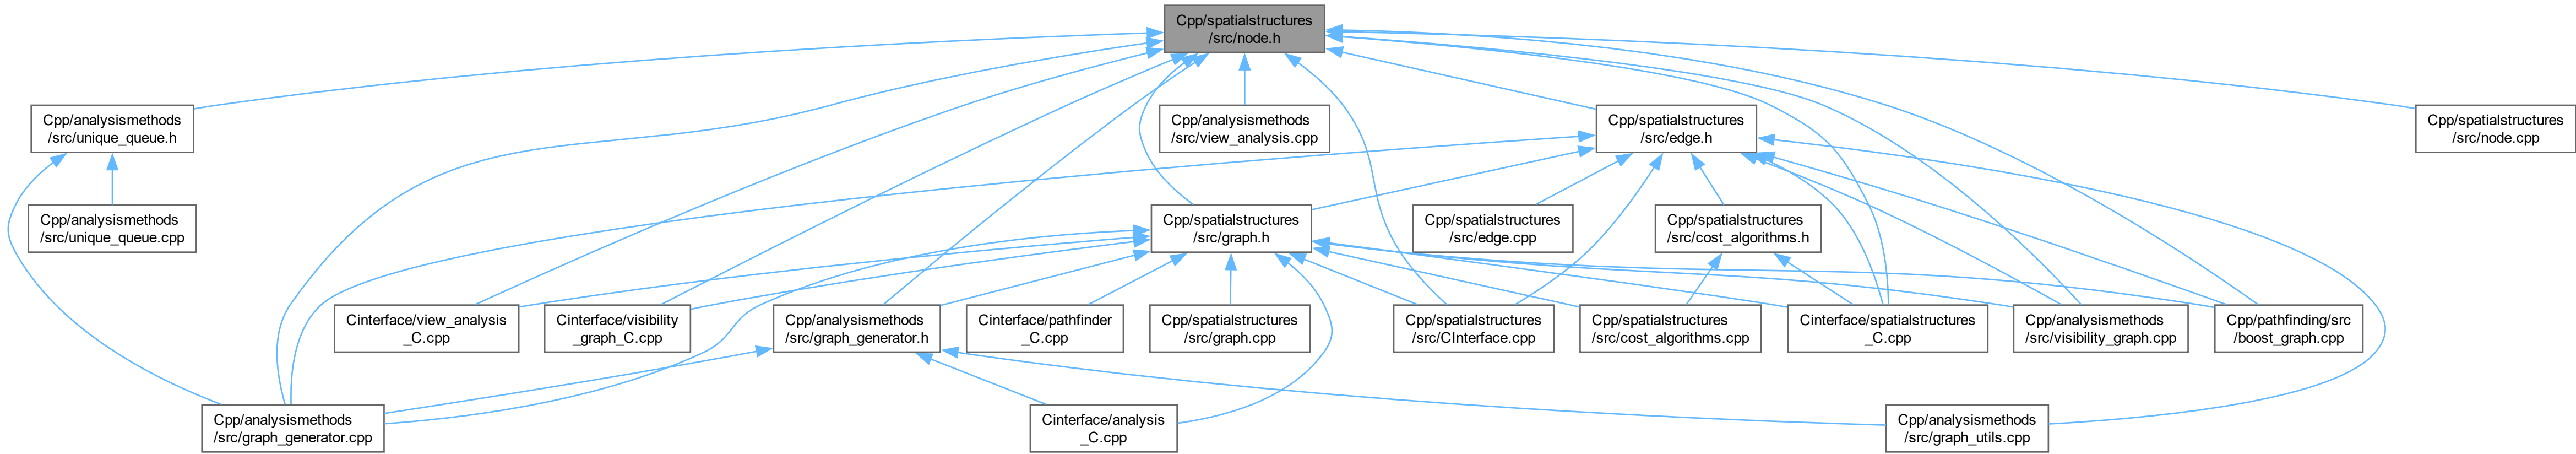 Cpp/spatialstructures
/src/node.h
Cpp/analysismethods
/src/unique_queue.h
Cpp/analysismethods
/src/view_analysis.cpp
Cpp/spatialstructures
/src/edge.h
Cpp/spatialstructures
/src/node.cpp
Cpp/analysismethods
/src/unique_queue.cpp
Cpp/spatialstructures
/src/graph.h
Cpp/spatialstructures
/src/edge.cpp
Cpp/spatialstructures
/src/cost_algorithms.h
Cinterface/view_analysis
_C.cpp
Cinterface/visibility
_graph_C.cpp
Cpp/analysismethods
/src/graph_generator.h
Cinterface/pathfinder
_C.cpp
Cpp/spatialstructures
/src/graph.cpp
Cpp/spatialstructures
/src/CInterface.cpp
Cpp/spatialstructures
/src/cost_algorithms.cpp
Cinterface/spatialstructures
_C.cpp
Cpp/analysismethods
/src/visibility_graph.cpp
Cpp/pathfinding/src
/boost_graph.cpp
Cpp/analysismethods
/src/graph_generator.cpp
Cinterface/analysis
_C.cpp
Cpp/analysismethods
/src/graph_utils.cpp